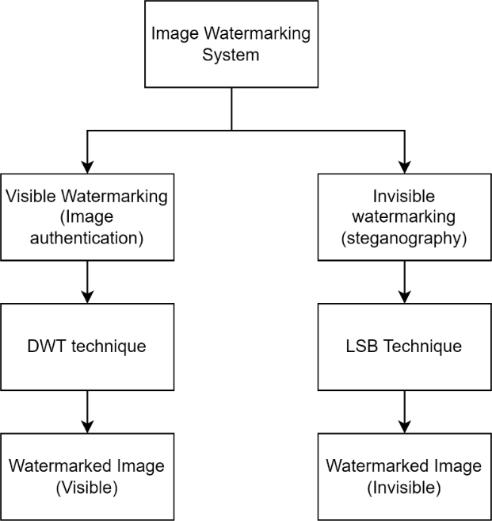 Image Watermarking
System
Visible Watermarking
(Image
authentication)
Invisible
watermarking
(steganography)
DWT technique
LSB Technique
Watermarked Image
(Visible)
Watermarked Image
(Invisible)